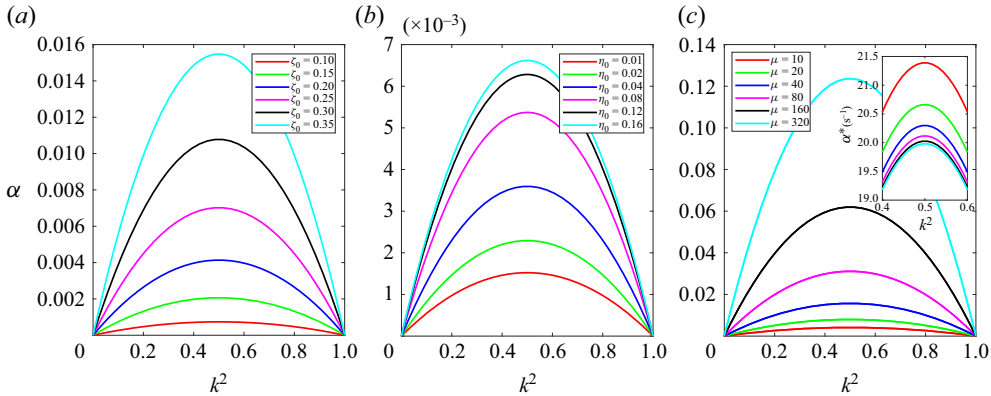 (a)
0.016
0.014
0.012
0.010
0.008
0.006
0.004
0.002
0
0.2
0.4
0.6
0.8
1.0
α
k²
ζ₀ = 0.10
ζ₀ = 0.15
ζ₀ = 0.20
ζ₀ = 0.25
ζ₀ = 0.30
ζ₀ = 0.35
(b)
(×10⁻³)
7
6
5
4
3
2
1
0
0.2
0.4
0.6
0.8
1.0
k²
η₀ = 0.01
η₀ = 0.02
η₀ = 0.04
η₀ = 0.08
η₀ = 0.12
η₀ = 0.16
(c)
0.14
0.12
0.10
0.08
0.06
0.04
0.02
0
0.2
0.4
0.6
0.8
1.0
k²
μ = 10
μ = 20
μ = 40
μ = 80
μ = 160
μ = 320
21.5
21.0
20.5
20.0
19.5
19.0
0.4
0.5
0.6
α* (s⁻¹)
k²